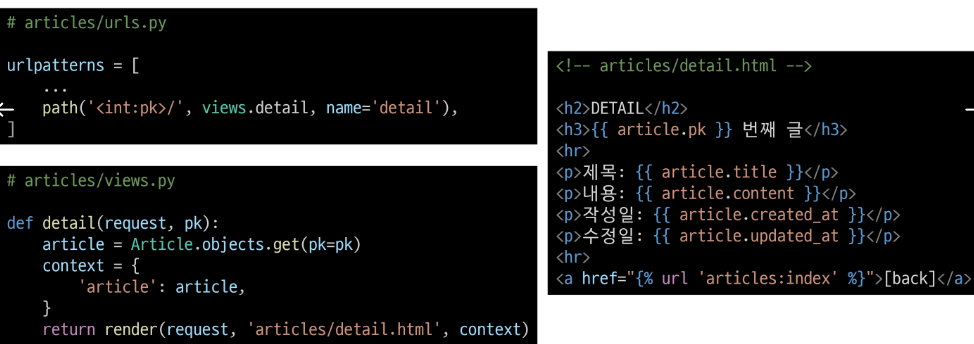 # articles/urls.py
urlpatterns = [
    ...
    path('<int:pk>/', views.detail, name='detail'),
]
# articles/views.py
def detail(request, pk):
    article = Article.objects.get(pk=pk)
    context = {
        'article': article,
    }
    return render(request, 'articles/detail.html', context)
<!-- articles/detail.html -->
<h2>DETAIL</h2>
<h3>{{ article.pk }} 번째 글</h3>
<hr>
<p>제목: {{ article.title }}</p>
<p>내용: {{ article.content }}</p>
<p>작성일: {{ article.created_at }}</p>
<p>수정일: {{ article.updated_at }}</p>
<hr>
<a href="{% url 'articles:index' %}">[back]</a>